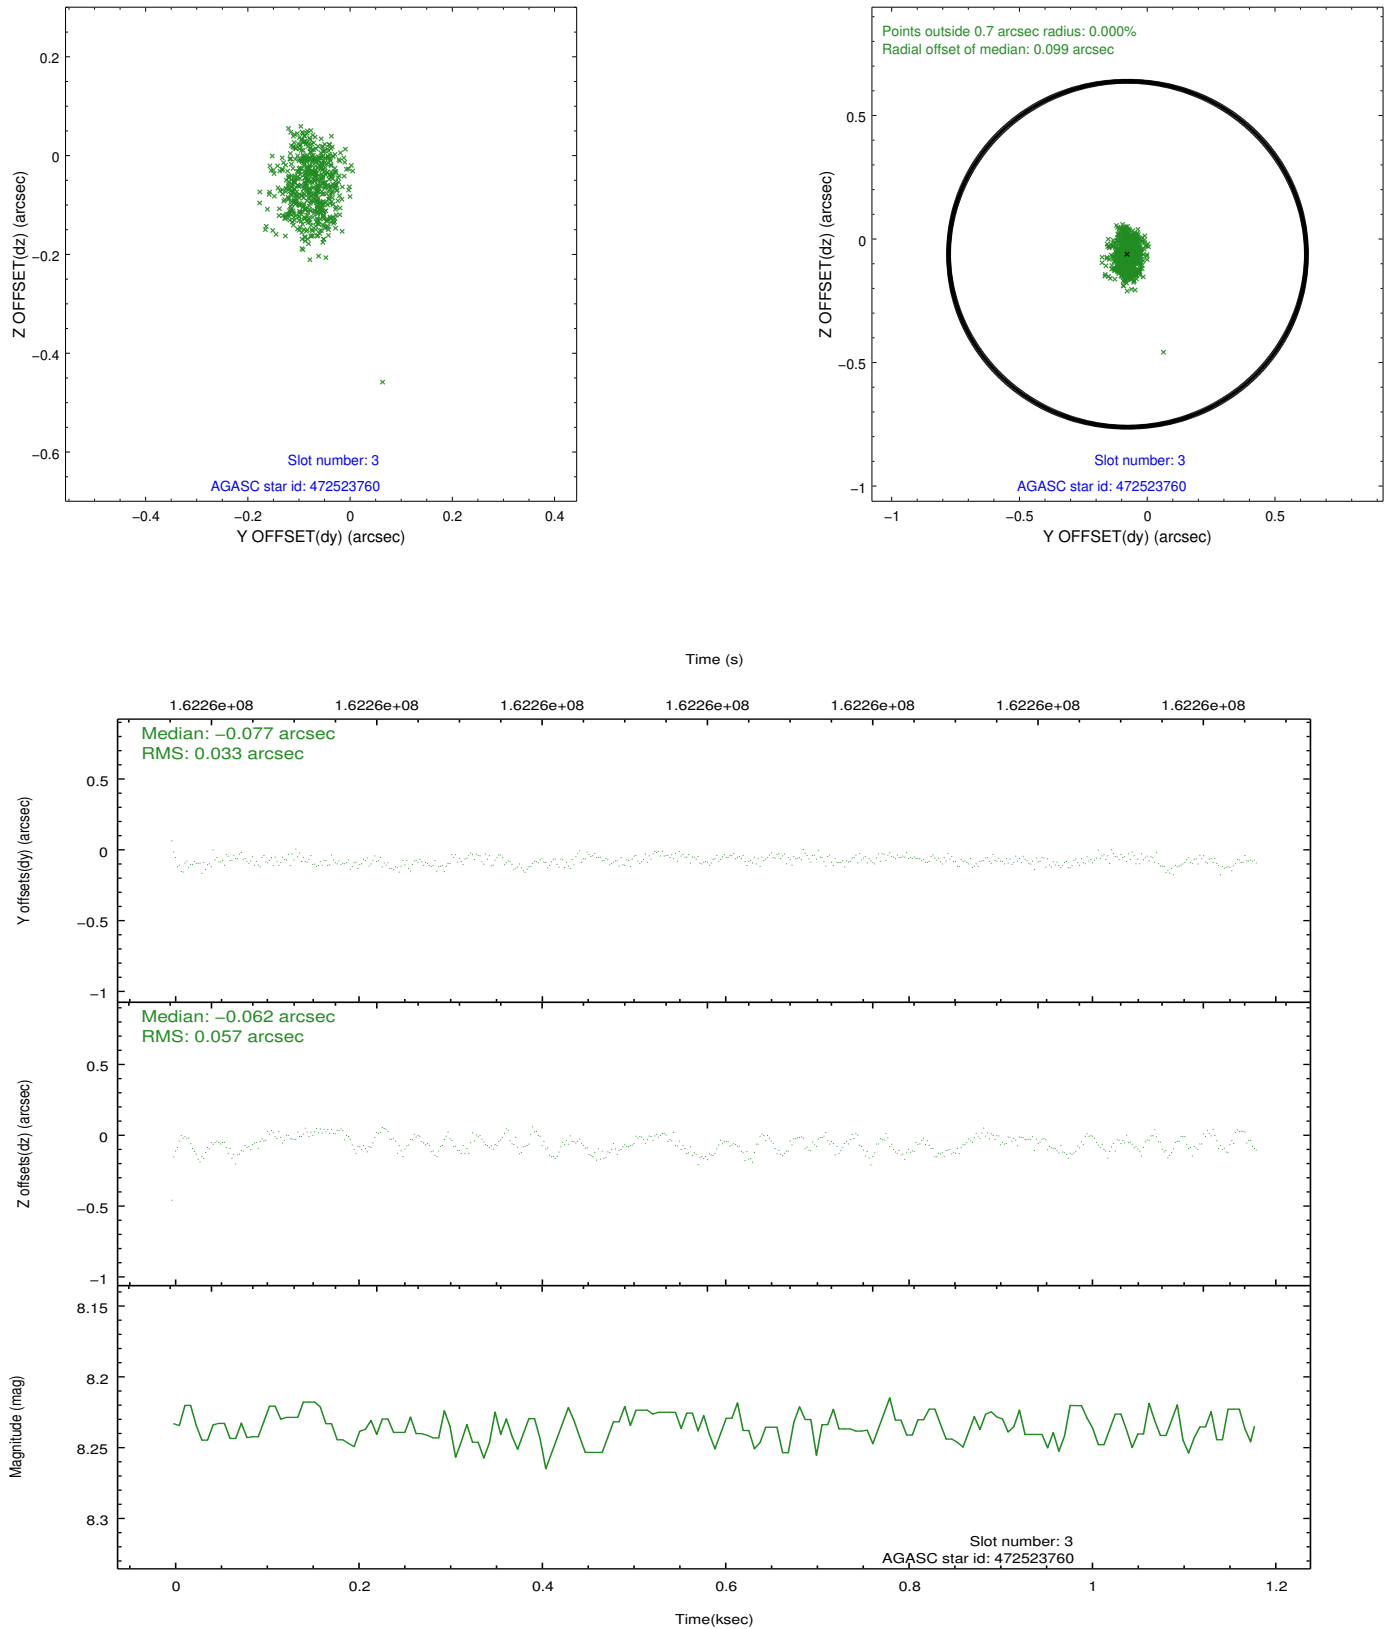 0.2
0
−0.2
−0.4
−0.6
Z OFFSET(dz) (arcsec)
Slot number: 3
AGASC star id: 472523760
−0.4 −0.2 0 0.2 0.4
Y OFFSET(dy) (arcsec)
Points outside 0.7 arcsec radius: 0.000%
Radial offset of median: 0.099 arcsec
0.5
0
−0.5
−1
Z OFFSET(dz) (arcsec)
Slot number: 3
AGASC star id: 472523760
−1 −0.5 0 0.5
Y OFFSET(dy) (arcsec)
Time (s)
1.6226e+08 1.6226e+08 1.6226e+08 1.6226e+08 1.6226e+08 1.6226e+08 1.6226e+08
Median: −0.077 arcsec
RMS: 0.033 arcsec
0.5
0
−0.5
−1
Y offsets(dy) (arcsec)
Median: −0.062 arcsec
RMS: 0.057 arcsec
0.5
0
−0.5
−1
Z offsets(dz) (arcsec)
8.15
8.2
8.25
8.3
Magnitude (mag)
Slot number: 3
AGASC star id: 472523760
0 0.2 0.4 0.6 0.8 1 1.2
Time(ksec)